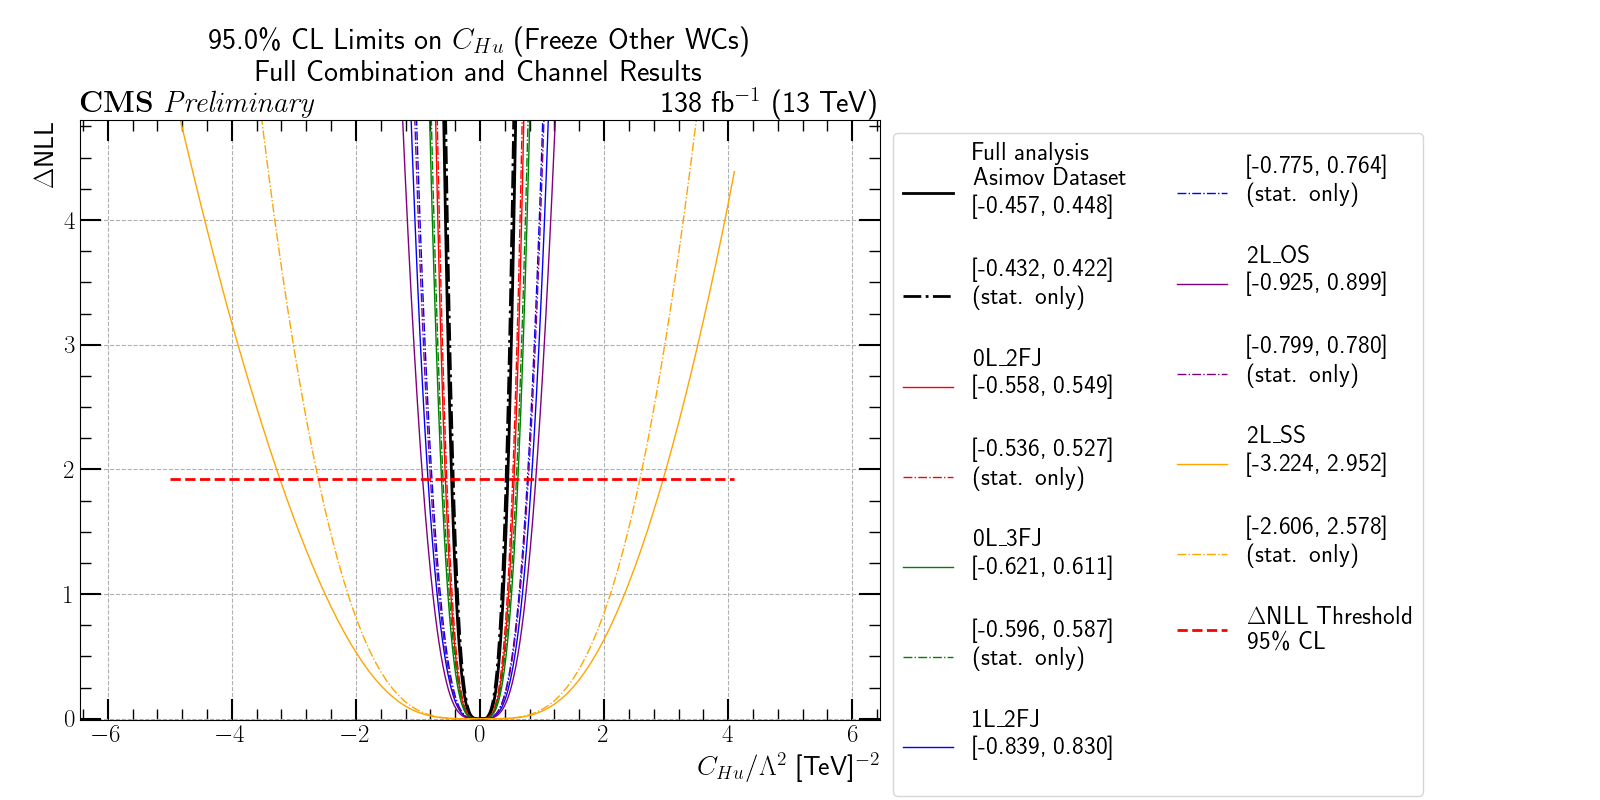 95.0% CL Limits on C_{Hu} (Freeze Other WCs)
Full Combination and Channel Results
CMS Preliminary 138 fb⁻¹ (13 TeV)
ΔNLL
4
3
2
1
0
−6 −4 −2 0 2 4 6
C_{Hu}/Λ² [TeV]⁻²
Full analysis
Asimov Dataset
[-0.457, 0.448]
[-0.432, 0.422]
(stat. only)
0L_2FJ
[-0.558, 0.549]
[-0.536, 0.527]
(stat. only)
0L_3FJ
[-0.621, 0.611]
[-0.596, 0.587]
(stat. only)
1L_2FJ
[-0.839, 0.830]
[-0.775, 0.764]
(stat. only)
2L_OS
[-0.925, 0.899]
[-0.799, 0.780]
(stat. only)
2L_SS
[-3.224, 2.952]
[-2.606, 2.578]
(stat. only)
ΔNLL Threshold
95% CL